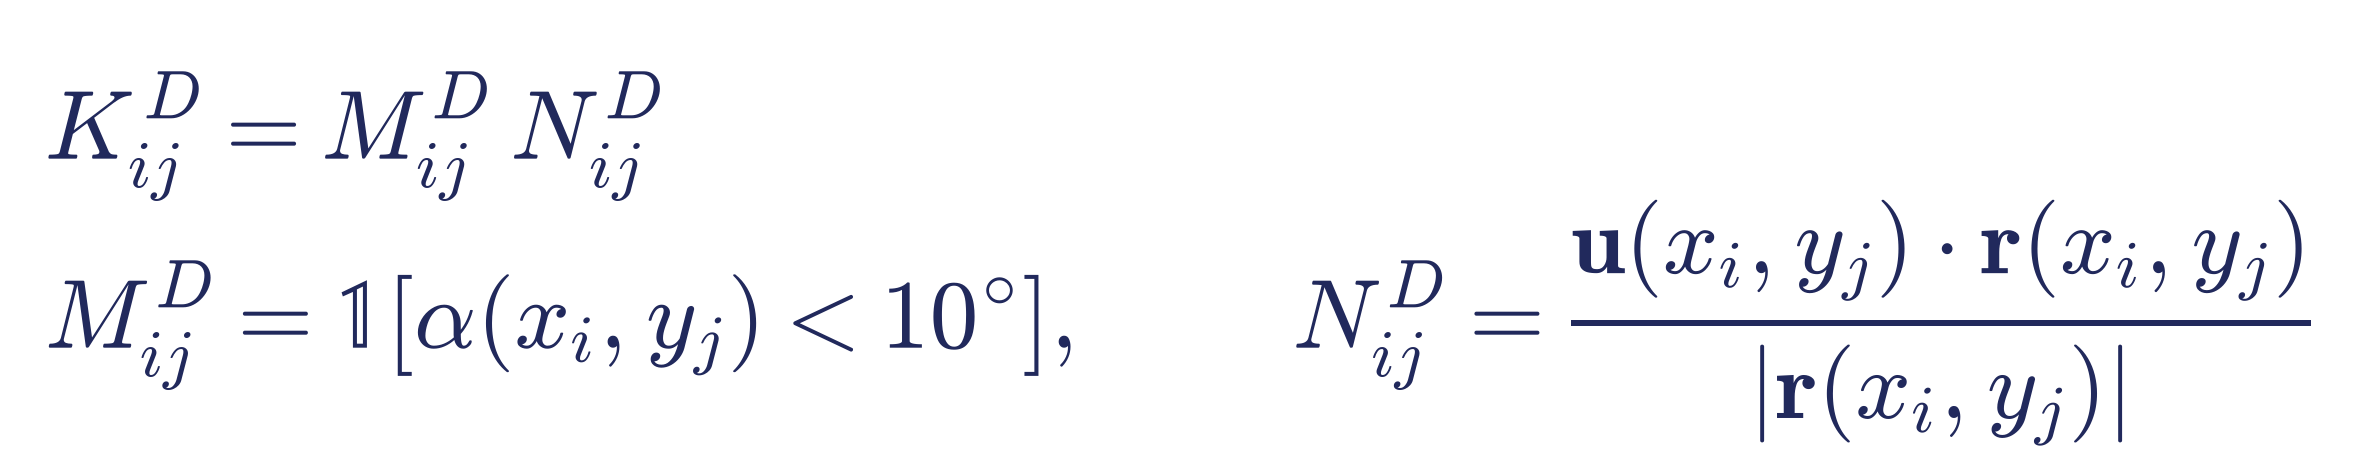 K_{ij}^{D} = M_{ij}^{D} N_{ij}^{D}
M_{ij}^{D} = 𝟙[α(x_i, y_j) < 10°],    N_{ij}^{D} = \frac{\mathbf{u}(x_i, y_j) · \mathbf{r}(x_i, y_j)}{|\mathbf{r}(x_i, y_j)|}